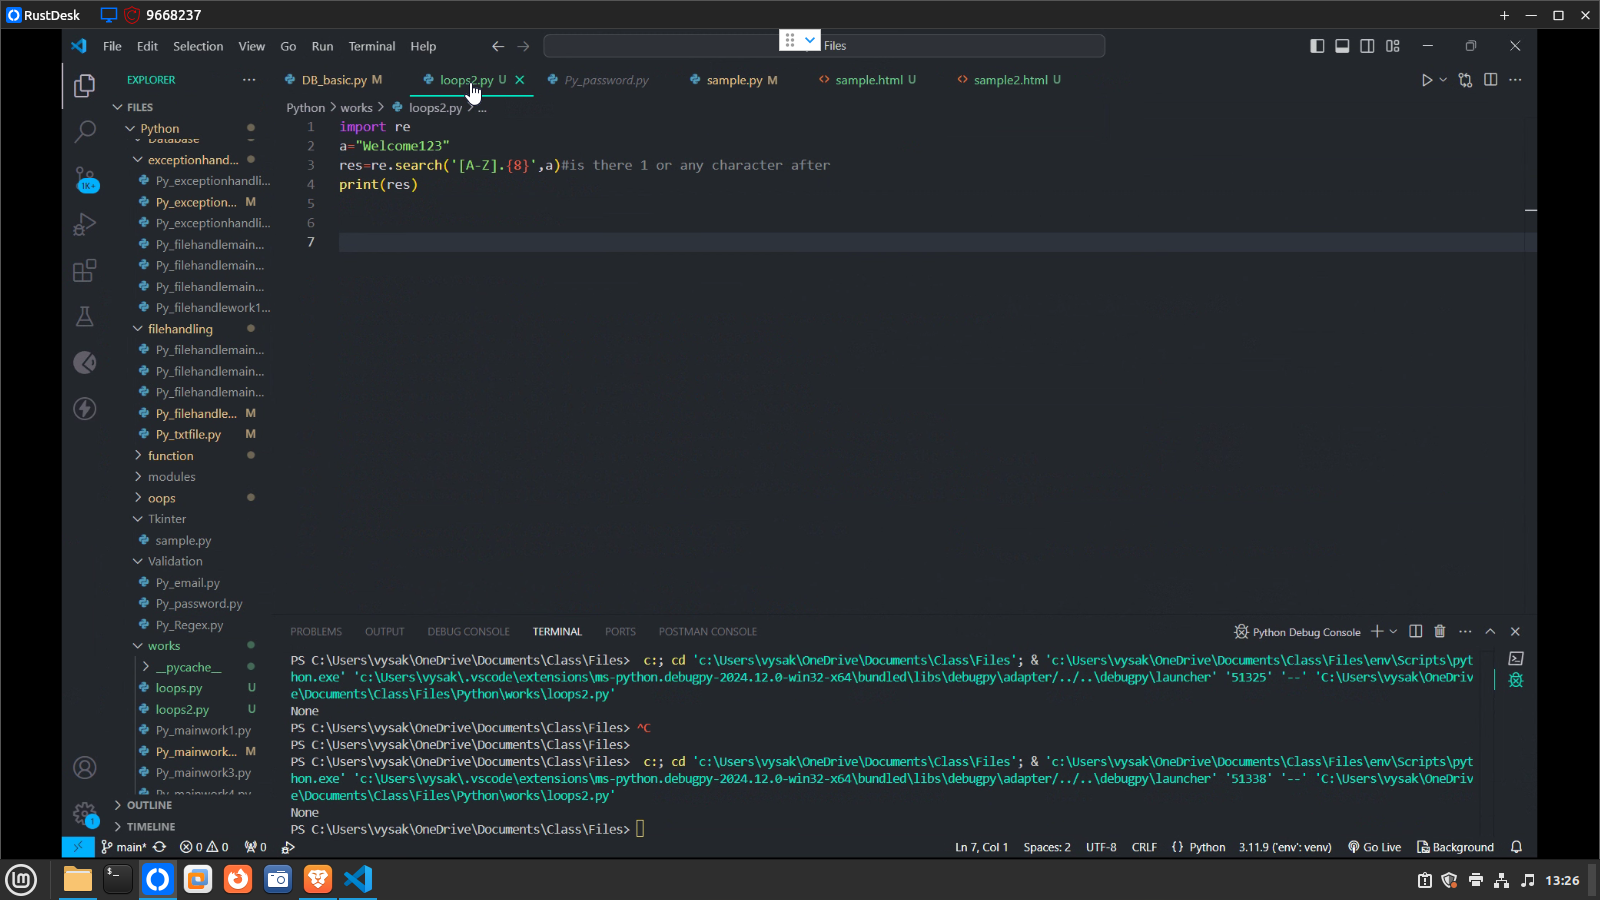 RustDesk
9668237
File Edit Selection View Go Run Terminal Help
Files
EXPLORER
DB_basic.py M
loops2.py U
Py_password.py
sample.py M
sample.html U
sample2.html U
FILES
Python > works > loops2.py > ...
Python
Database
exceptionhand...
Py_exceptionhandli...
Py_exception... M
Py_exceptionhandli...
Py_filehandlemain...
Py_filehandlemain...
Py_filehandlemain...
Py_filehandlework1...
filehandling
Py_filehandlemain...
Py_filehandlemain...
Py_filehandlemain...
Py_filehandle... M
Py_txtfile.py M
function
modules
oops
Tkinter
sample.py
Validation
Py_email.py
Py_password.py
Py_Regex.py
works
__pycache__
loops.py U
loops2.py U
Py_mainwork1.py
Py_mainwork... M
Py_mainwork3.py
Py_mainwork4.py
OUTLINE
TIMELINE
1K+
1
1 import re
2 a="Welcome123"
3 res=re.search('[A-Z].{8}',a)#is there 1 or any character after
4 print(res)
5
6
7
PROBLEMS OUTPUT DEBUG CONSOLE TERMINAL PORTS POSTMAN CONSOLE
Python Debug Console
PS C:\Users\vysak\OneDrive\Documents\Class\Files> c:; cd 'c:\Users\vysak\OneDrive\Documents\Class\Files'; & 'c:\Users\vysak\OneDrive\Documents\Class\Files\env\Scripts\pyt
hon.exe' 'c:\Users\vysak\.vscode\extensions\ms-python.debugpy-2024.12.0-win32-x64\bundled\libs\debugpy\adapter/../..\debugpy\launcher' '51325' '--' 'C:\Users\vysak\OneDriv
e\Documents\Class\Files\Python\works\loops2.py'
None
PS C:\Users\vysak\OneDrive\Documents\Class\Files> ^C
PS C:\Users\vysak\OneDrive\Documents\Class\Files>
PS C:\Users\vysak\OneDrive\Documents\Class\Files> c:; cd 'c:\Users\vysak\OneDrive\Documents\Class\Files'; & 'c:\Users\vysak\OneDrive\Documents\Class\Files\env\Scripts\pyt
hon.exe' 'c:\Users\vysak\.vscode\extensions\ms-python.debugpy-2024.12.0-win32-x64\bundled\libs\debugpy\adapter/../..\debugpy\launcher' '51338' '--' 'C:\Users\vysak\OneDriv
e\Documents\Class\Files\Python\works\loops2.py'
None
PS C:\Users\vysak\OneDrive\Documents\Class\Files>
main* 0 0 0 Ln 7, Col 1 Spaces: 2 UTF-8 CRLF {} Python 3.11.9 ('env': venv) Go Live Background
13:26